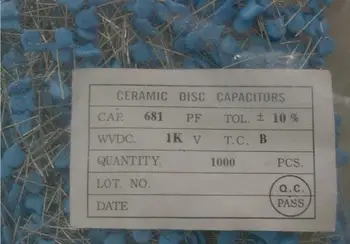 CERAMIC DISC CAPACITORS
CAP. 681 PF TOL. ± 10 %
WVDC. 1K V T.C. B
QUANTITY. 1000 PCS.
LOT. NO.
DATE
Q.C.
PASS